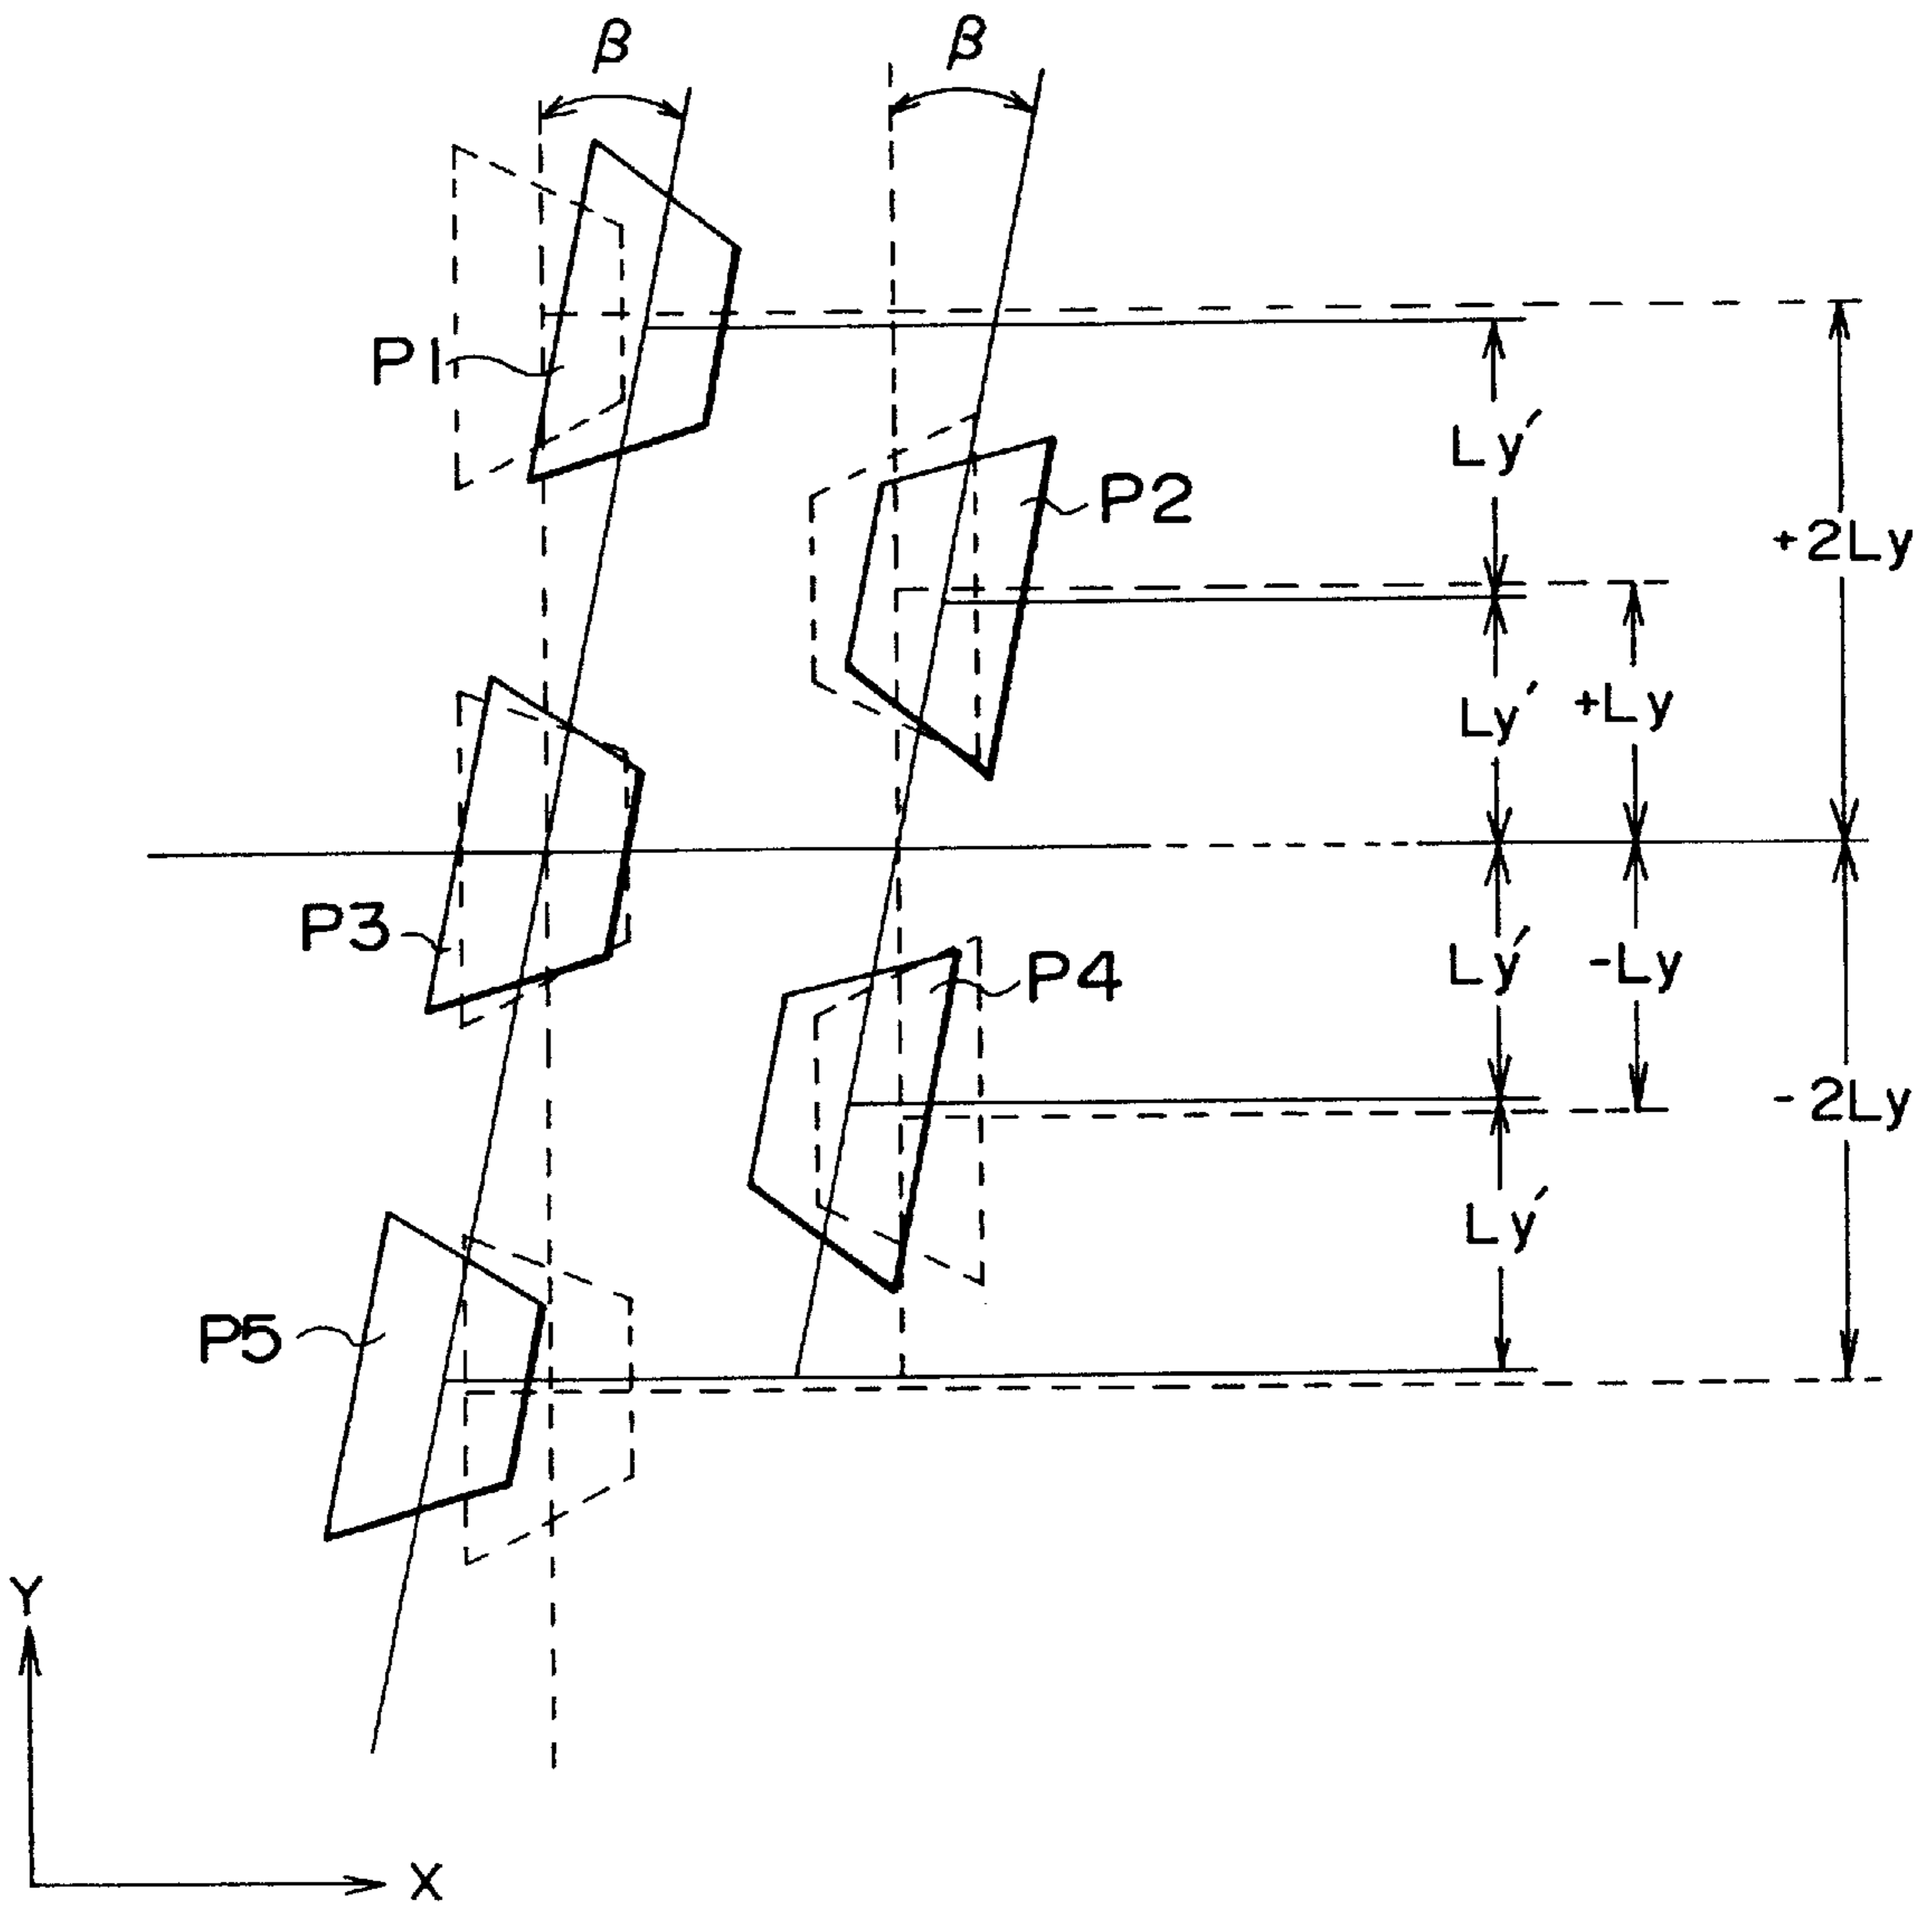 β β
P1
Ly′
P2
+2Ly
Ly′ +Ly
P3
Ly′ -Ly
P4
-2Ly
Ly′
P5
Y
X